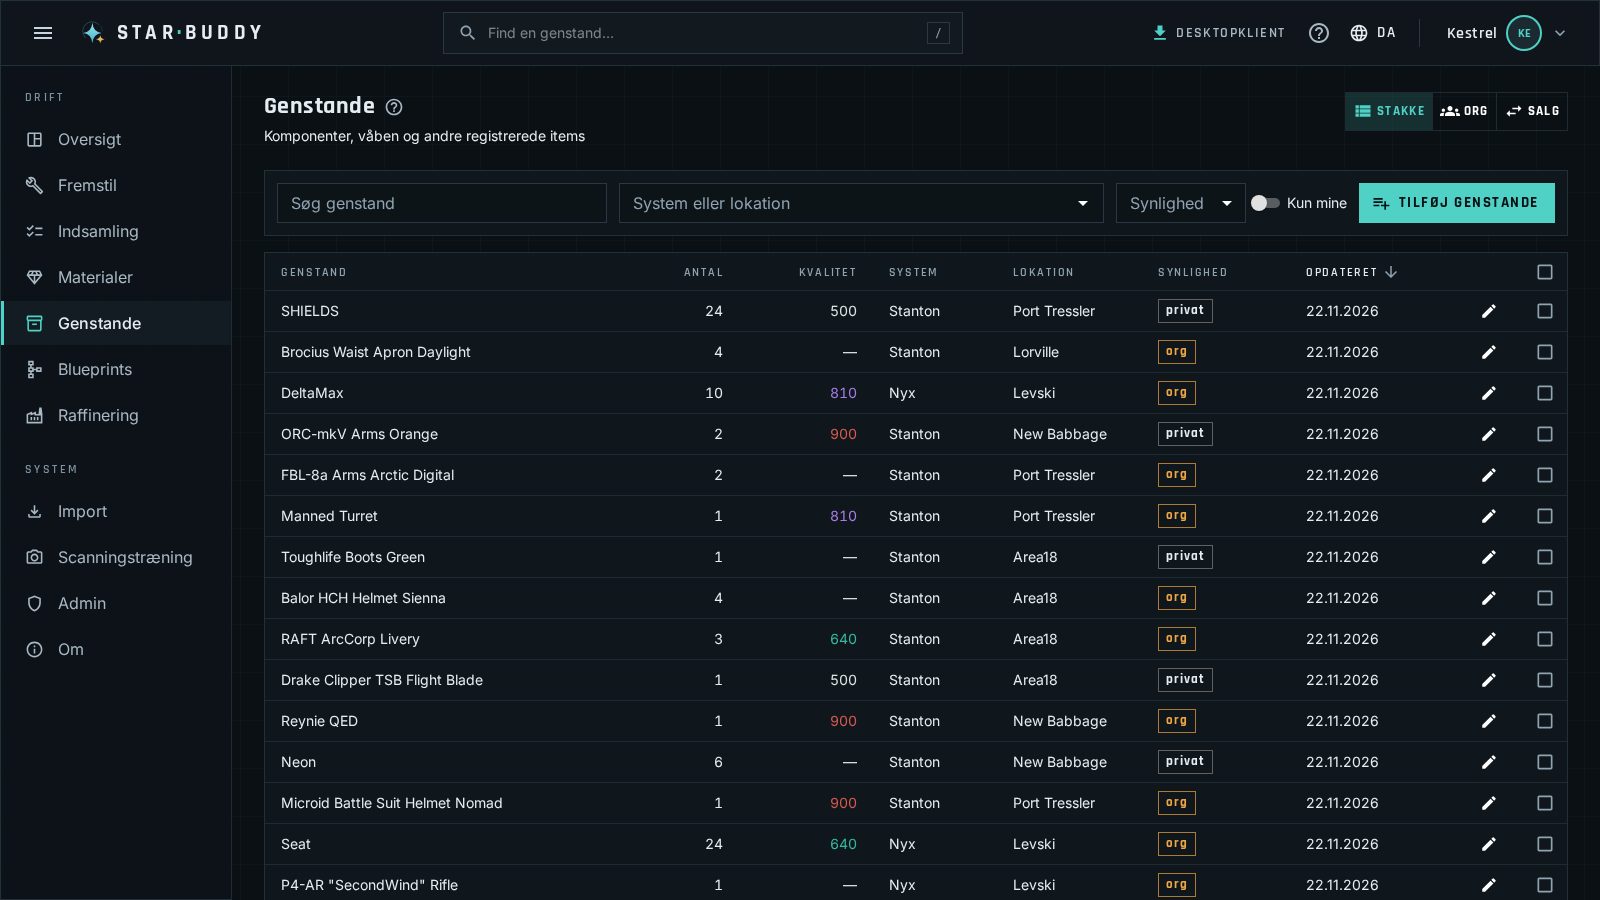 STAR·BUDDY
Find en genstand...
/
DESKTOPKLIENT
DA
Kestrel
KE
DRIFT
Oversigt
Fremstil
Indsamling
Materialer
Genstande
Blueprints
Raffinering
SYSTEM
Import
Scanningstræning
Admin
Om
Genstande
Komponenter, våben og andre registrerede items
STAKKE
ORG
SALG
Søg genstand
System eller lokation
Synlighed
Kun mine
TILFØJ GENSTANDE
GENSTAND ANTAL KVALITET SYSTEM LOKATION SYNLIGHED OPDATERET
SHIELDS 24 500 Stanton Port Tressler privat 22.11.2026
Brocius Waist Apron Daylight 4 — Stanton Lorville org 22.11.2026
DeltaMax 10 810 Nyx Levski org 22.11.2026
ORC-mkV Arms Orange 2 900 Stanton New Babbage privat 22.11.2026
FBL-8a Arms Arctic Digital 2 — Stanton Port Tressler org 22.11.2026
Manned Turret 1 810 Stanton Port Tressler org 22.11.2026
Toughlife Boots Green 1 — Stanton Area18 privat 22.11.2026
Balor HCH Helmet Sienna 4 — Stanton Area18 org 22.11.2026
RAFT ArcCorp Livery 3 640 Stanton Area18 org 22.11.2026
Drake Clipper TSB Flight Blade 1 500 Stanton Area18 privat 22.11.2026
Reynie QED 1 900 Stanton New Babbage org 22.11.2026
Neon 6 — Stanton New Babbage privat 22.11.2026
Microid Battle Suit Helmet Nomad 1 900 Stanton Port Tressler org 22.11.2026
Seat 24 640 Nyx Levski org 22.11.2026
P4-AR "SecondWind" Rifle 1 — Nyx Levski org 22.11.2026